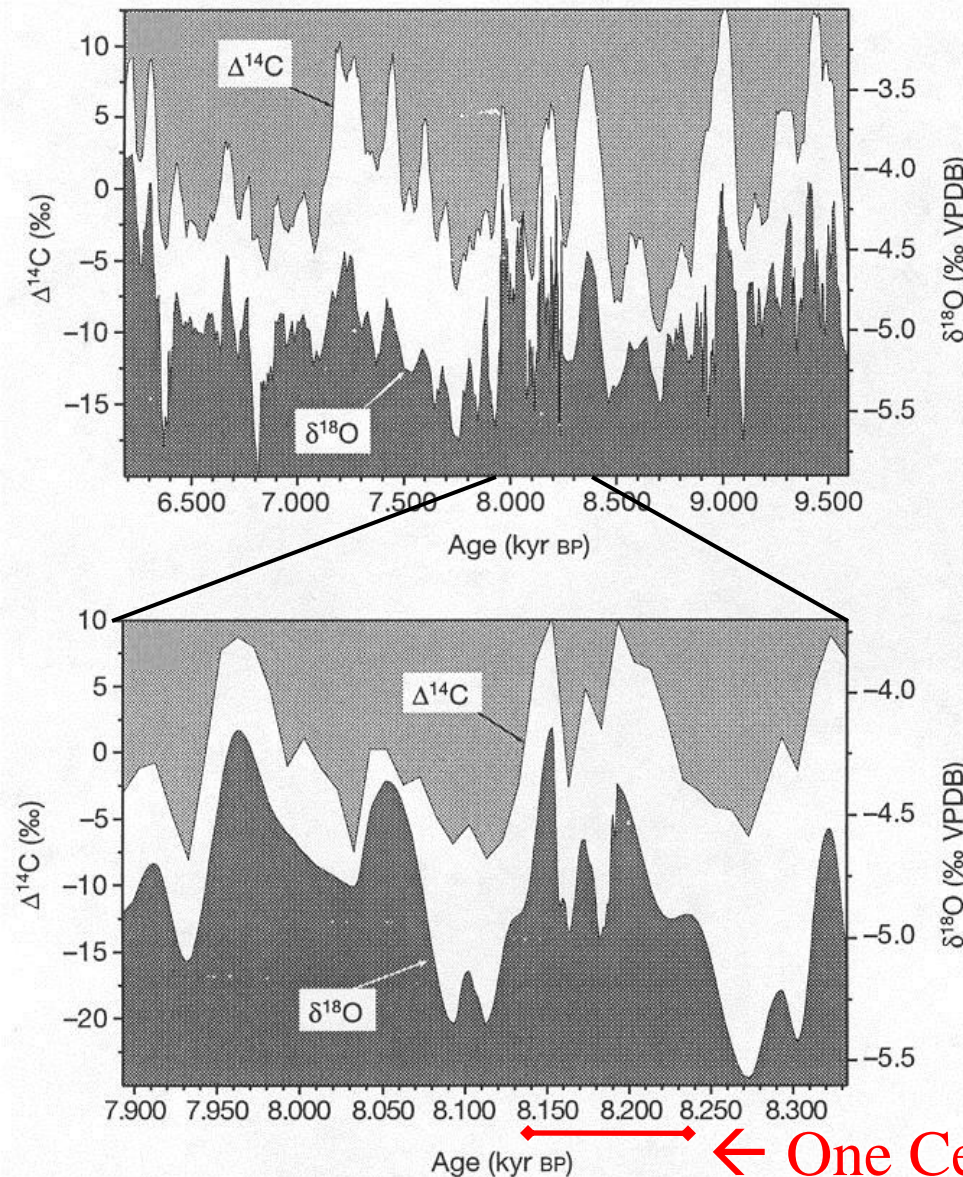 10
5
0
−5
−10
−15
Δ¹⁴C (‰)
Δ¹⁴C
δ¹⁸O
−3.5
−4.0
−4.5
−5.0
−5.5
δ¹⁸O (‰ VPDB)
6.500 7.000 7.500 8.000 8.500 9.000 9.500
Age (kyr BP)
10
5
0
−5
−10
−15
−20
Δ¹⁴C (‰)
Δ¹⁴C
δ¹⁸O
−4.0
−4.5
−5.0
−5.5
δ¹⁸O (‰ VPDB)
7.900 7.950 8.000 8.050 8.100 8.150 8.200 8.250 8.300
Age (kyr BP)
← One